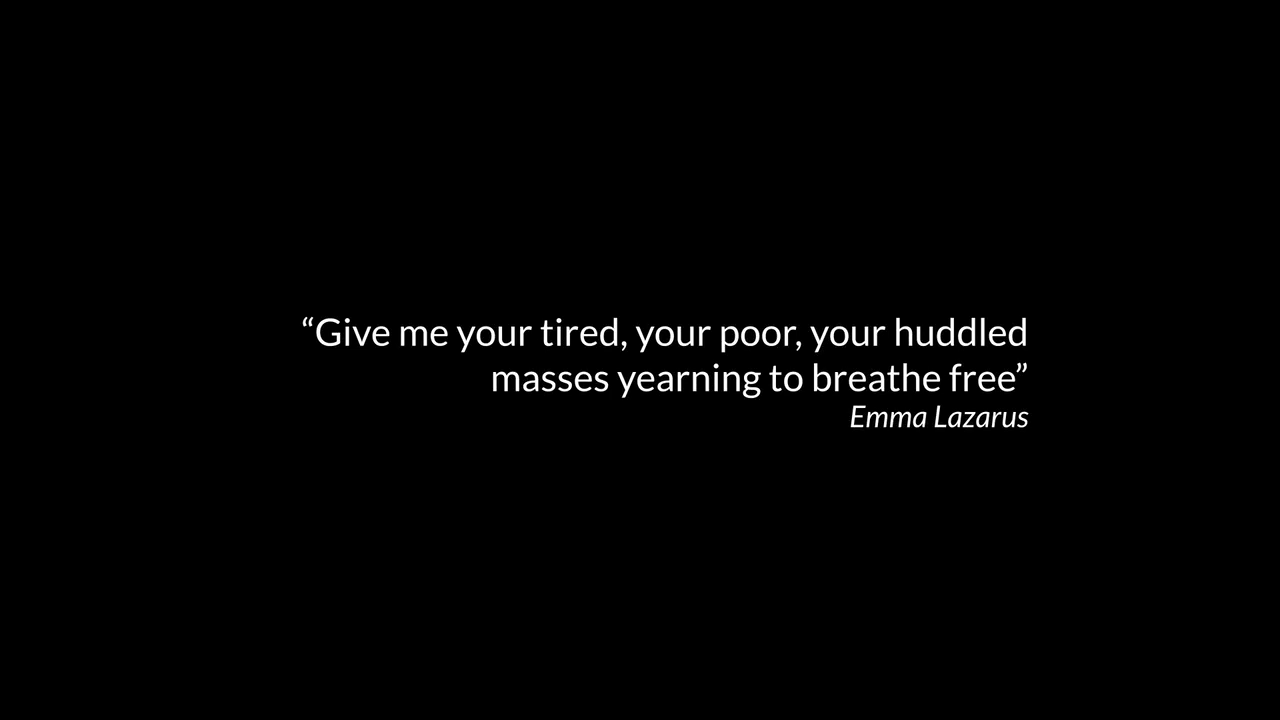 “Give me your tired, your poor, your huddled
masses yearning to breathe free”
Emma Lazarus